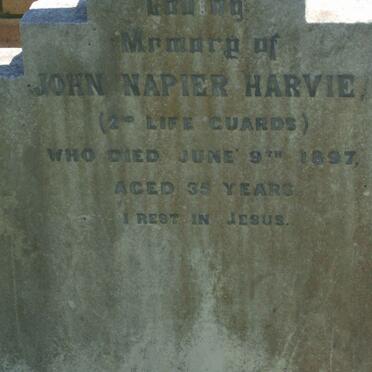 Loving
Memory of
JOHN NAPIER HARVIE,
(2ND LIFE GUARDS)
WHO DIED JUNE 9TH 1897,
AGED 35 YEARS
I REST IN JESUS.